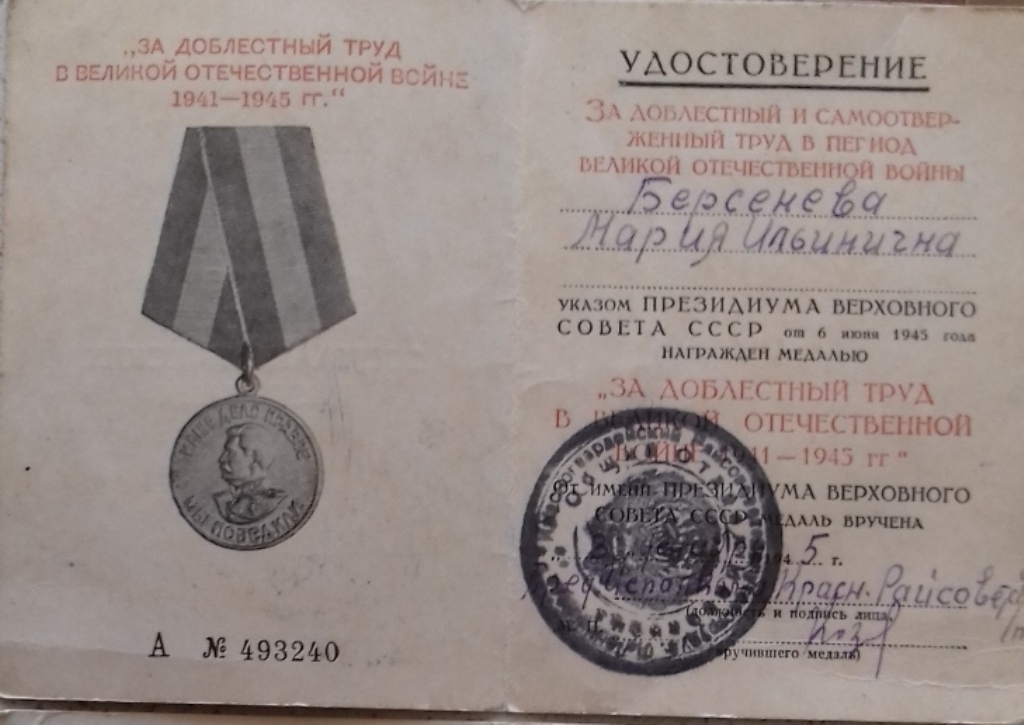 „ЗА ДОБЛЕСТНЫЙ ТРУД
В ВЕЛИКОЙ ОТЕЧЕСТВЕННОЙ ВОЙНЕ
1941—1945 гг.“
НАШЕ ДЕЛО ПРАВОЕ
МЫ ПОБЕДИЛИ
А № 493240
УДОСТОВЕРЕНИЕ
ЗА ДОБЛЕСТНЫЙ И САМООТВЕР-
ЖЕННЫЙ ТРУД В ПЕРИОД
ВЕЛИКОЙ ОТЕЧЕСТВЕННОЙ ВОЙНЫ
Берсенева
Мария Ильинична
УКАЗОМ ПРЕЗИДИУМА ВЕРХОВНОГО
СОВЕТА СССР от 6 июня 1945 года
НАГРАЖДЕН МЕДАЛЬЮ
„ЗА ДОБЛЕСТНЫЙ ТРУД
В ВЕЛИКОЙ ОТЕЧЕСТВЕННОЙ
ВОЙНЕ 1941—1945 гг“
ОТ ИМЕНИ ПРЕЗИДИУМА ВЕРХОВНОГО
СОВЕТА СССР МЕДАЛЬ ВРУЧЕНА
1945 г.
Красн. Райсовета
(должность и подпись лица,
М. П.
вручившего медаль)